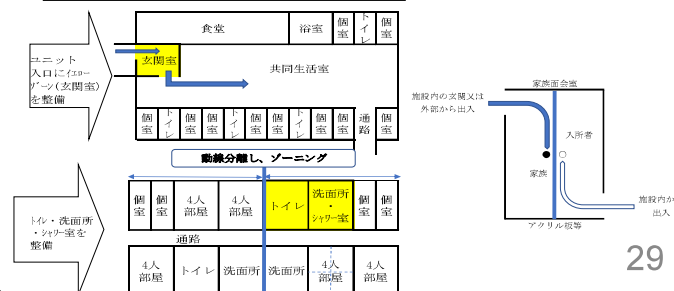 食堂
浴室
個室
トイレ
個室
ユニット
入口にｲｴﾛｰ
ｿﾞｰﾝ(玄関室)
を整備
玄関室
共同生活室
個室
トイレ
個室
個室
トイレ
個室
個室
トイレ
個室
通路
動線分離し、ゾーニング
ﾄｲﾚ・洗面所
・ｼｬﾜｰ室を
整備
個室
個室
4人
部屋
4人
部屋
トイレ
洗面所
・
ｼｬﾜｰ室
個室
個室
通路
4人
部屋
トイレ
洗面所
洗面所
4人
部屋
4人
部屋
家族面会室
施設内の玄関又は
外部から出入
入所者
家族
施設内か
出入
アクリル板等
29